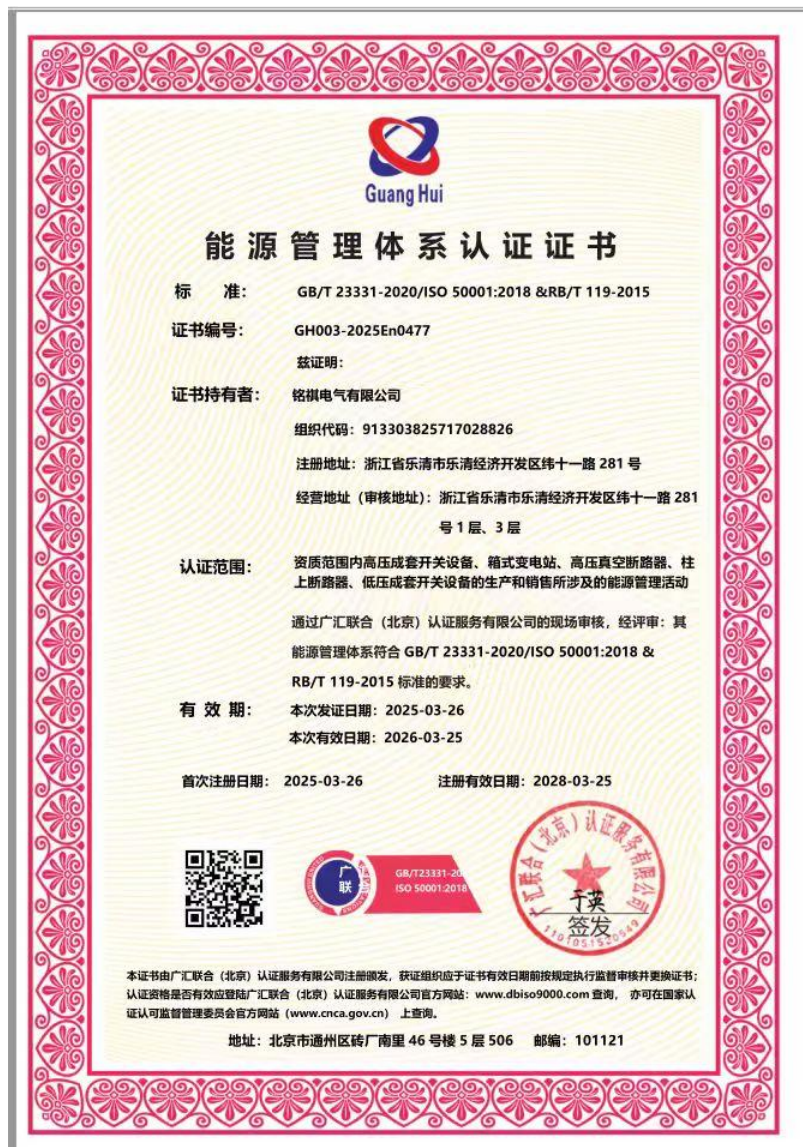 Guang Hui
能源管理体系认证证书
标 准： GB/T 23331-2020/ISO 50001:2018 &RB/T 119-2015
证书编号： GH003-2025En0477
兹证明：
证书持有者： 铭祺电气有限公司
组织代码：913303825717028826
注册地址：浙江省乐清市乐清经济开发区纬十一路 281 号
经营地址（审核地址）：浙江省乐清市乐清经济开发区纬十一路 281
号 1 层、3 层
认证范围： 资质范围内高压成套开关设备、箱式变电站、高压真空断路器、柱
上断路器、低压成套开关设备的生产和销售所涉及的能源管理活动
通过广汇联合（北京）认证服务有限公司的现场审核，经评审：其
能源管理体系符合 GB/T 23331-2020/ISO 50001:2018 &
RB/T 119-2015 标准的要求。
有 效 期： 本次发证日期：2025-03-26
本次有效日期：2026-03-25
首次注册日期： 2025-03-26 注册有效日期：2028-03-25
广联
GB/T23331-20
ISO 50001:2018
广汇联合（北京）认证服务有限公司
于英
签发
1101051520549
本证书由广汇联合（北京）认证服务有限公司注册颁发，获证组织应于证书有效日期前按规定执行监督审核并更换证书；
认证资格是否有效应登陆广汇联合（北京）认证服务有限公司官方网站：www.dbiso9000.com 查询， 亦可在国家认
证认可监督管理委员会官方网站（www.cnca.gov.cn） 上查询。
地址：北京市通州区砖厂南里 46 号楼 5 层 506 邮编：101121